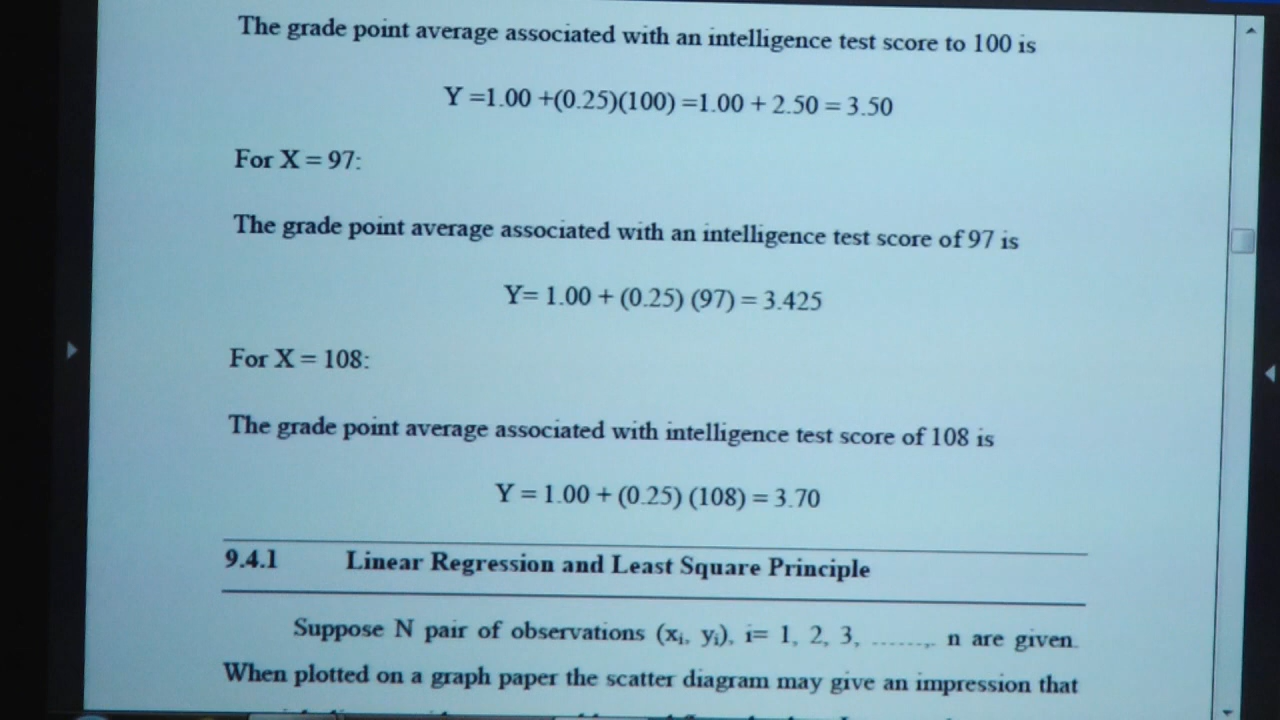 The grade point average associated with an intelligence test score to 100 is
Y =1.00 +(0.25)(100) =1.00 + 2.50 = 3.50
For X = 97:
The grade point average associated with an intelligence test score of 97 is
Y= 1.00 + (0.25) (97) = 3.425
For X = 108:
The grade point average associated with intelligence test score of 108 is
Y = 1.00 + (0.25) (108) = 3.70
9.4.1 Linear Regression and Least Square Principle
Suppose N pair of observations (xi, yi), i= 1, 2, 3, ……,. n are given.
When plotted on a graph paper the scatter diagram may give an impression that